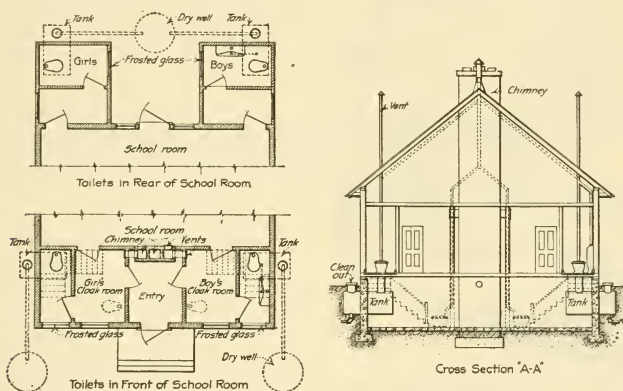 Tank
Dry well
Tank
Girls
Frosted glass
Boys
School room
Toilets in Rear of School Room
School room
Tank
Chimney
Vents
Tank
Girl's
Cloak room
Entry
Boy's
Cloak room
Frosted glass
Frosted glass
Dry well
Toilets in Front of School Room
Chimney
Vent
Clean
out
Tank
Tank
Cross Section "A-A"